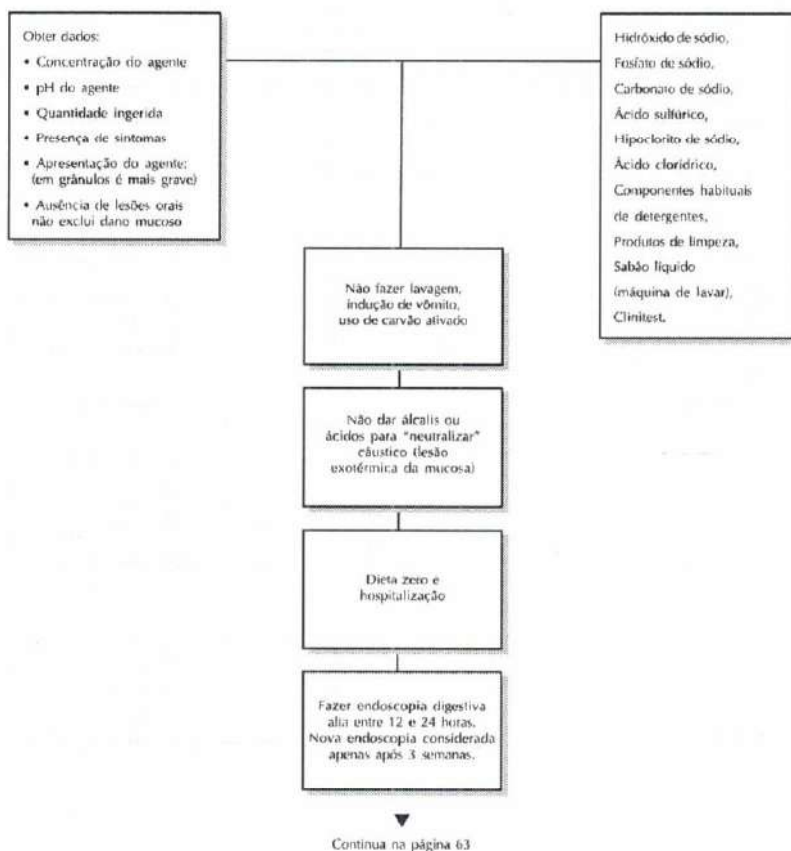 Obter dados:
• Concentração do agente
• pH do agente
• Quantidade ingerida
• Presença de sintomas
• Apresentação do agente:
(em grânulos é mais grave)
• Ausência de lesões orais
não exclui dano mucoso
Hidróxido de sódio,
Fosfato de sódio,
Carbonato de sódio,
Ácido sulfúrico,
Hipoclorito de sódio,
Ácido clorídrico,
Componentes habituais
de detergentes,
Produtos de limpeza,
Sabão líquido
(máquina de lavar),
Clinitest.
Não fazer lavagem,
indução de vômito,
uso de carvão ativado
Não dar álcalis ou
ácidos para “neutralizar”
cáustico (lesão
exotérmica da mucosa)
Dieta zero e
hospitalização
Fazer endoscopia digestiva
alta entre 12 e 24 horas.
Nova endoscopia considerada
apenas após 3 semanas.
Continua na página 63